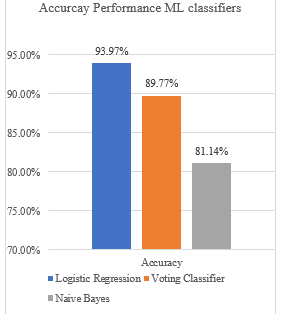 Accurcay Performance ML classifiers
95.00%
90.00%
85.00%
80.00%
75.00%
70.00%
93.97%
89.77%
81.14%
Accuracy
Logistic Regression Voting Classifier
Naive Bayes